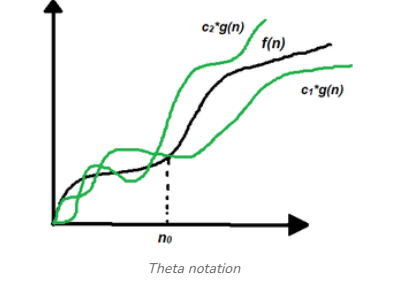 c₂*g(n)
f(n)
c₁*g(n)
n₀
Theta notation